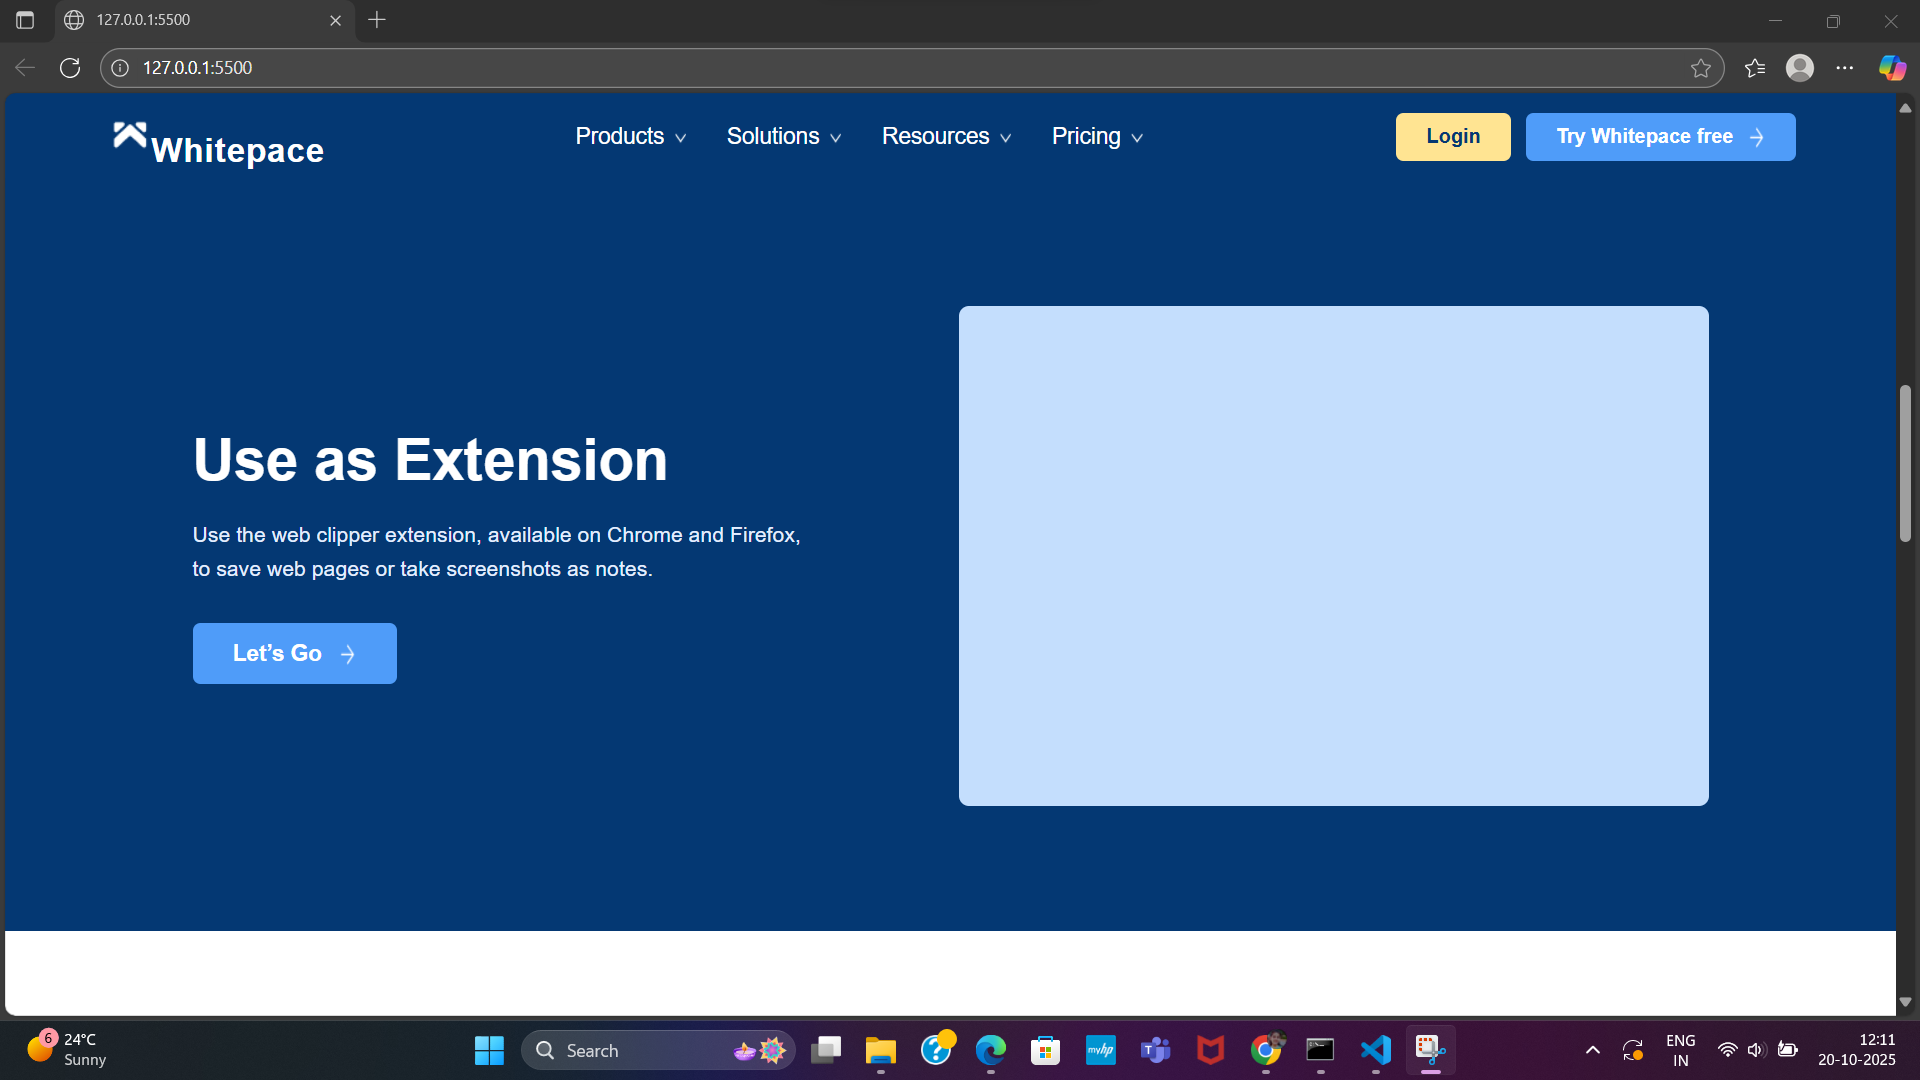 127.0.0.1:5500
127.0.0.1:5500
Whitepace
Products
Solutions
Resources
Pricing
Login
Try Whitepace free
Use as Extension
Use the web clipper extension, available on Chrome and Firefox,
to save web pages or take screenshots as notes.
Let’s Go
6
24°C
Sunny
Search
myhp
T
ENG
IN
12:11
20-10-2025